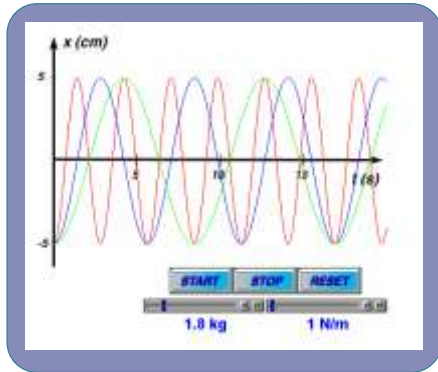 x (cm)
5
5 10 15
t (s)
-5
START STOP RESET
1.8 kg 1 N/m